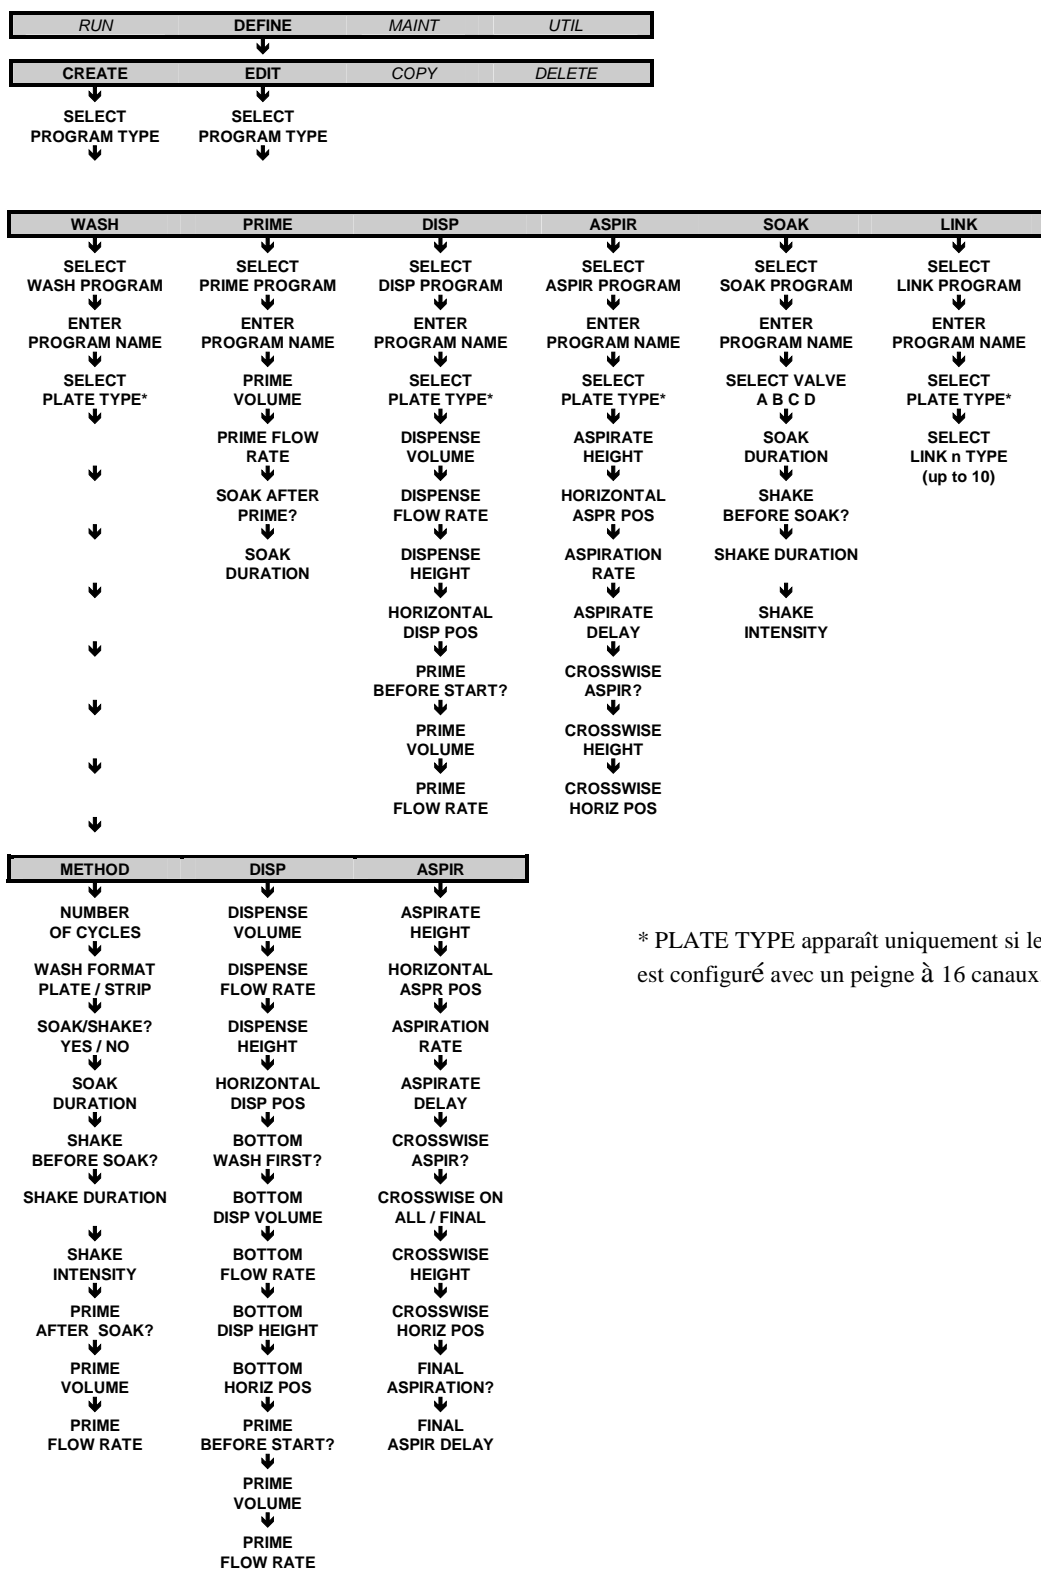 RUN DEFINE MAINT UTIL
CREATE EDIT COPY DELETE
SELECT SELECT
PROGRAM TYPE PROGRAM TYPE
WASH PRIME DISP ASPIR SOAK LINK
SELECT SELECT SELECT SELECT SELECT SELECT
WASH PROGRAM PRIME PROGRAM DISP PROGRAM ASPIR PROGRAM SOAK PROGRAM LINK PROGRAM
ENTER ENTER ENTER ENTER ENTER ENTER
PROGRAM NAME PROGRAM NAME PROGRAM NAME PROGRAM NAME PROGRAM NAME PROGRAM NAME
SELECT PRIME SELECT SELECT SELECT VALVE SELECT
PLATE TYPE* VOLUME PLATE TYPE* PLATE TYPE* A B C D PLATE TYPE*
PRIME FLOW DISPENSE ASPIRATE SOAK SELECT
RATE VOLUME HEIGHT DURATION LINK n TYPE
(up to 10)
SOAK AFTER DISPENSE HORIZONTAL SHAKE
PRIME? FLOW RATE ASPR POS BEFORE SOAK?
SOAK DISPENSE ASPIRATION SHAKE DURATION
DURATION HEIGHT RATE
HORIZONTAL ASPIRATE SHAKE
DISP POS DELAY INTENSITY
PRIME CROSSWISE
BEFORE START? ASPIR?
PRIME CROSSWISE
VOLUME HEIGHT
PRIME CROSSWISE
FLOW RATE HORIZ POS
METHOD DISP ASPIR
NUMBER DISPENSE ASPIRATE
OF CYCLES VOLUME HEIGHT
* PLATE TYPE apparaît uniquement si le
WASH FORMAT DISPENSE HORIZONTAL
est configuré avec un peigne à 16 canaux
PLATE / STRIP FLOW RATE ASPR POS
SOAK/SHAKE? DISPENSE ASPIRATION
YES / NO HEIGHT RATE
SOAK HORIZONTAL ASPIRATE
DURATION DISP POS DELAY
SHAKE BOTTOM CROSSWISE
BEFORE SOAK? WASH FIRST? ASPIR?
SHAKE DURATION BOTTOM CROSSWISE ON
DISP VOLUME ALL / FINAL
SHAKE BOTTOM CROSSWISE
INTENSITY FLOW RATE HEIGHT
PRIME BOTTOM CROSSWISE
AFTER SOAK? DISP HEIGHT HORIZ POS
PRIME BOTTOM FINAL
VOLUME HORIZ POS ASPIRATION?
PRIME PRIME FINAL
FLOW RATE BEFORE START? ASPIR DELAY
PRIME
VOLUME
PRIME
FLOW RATE